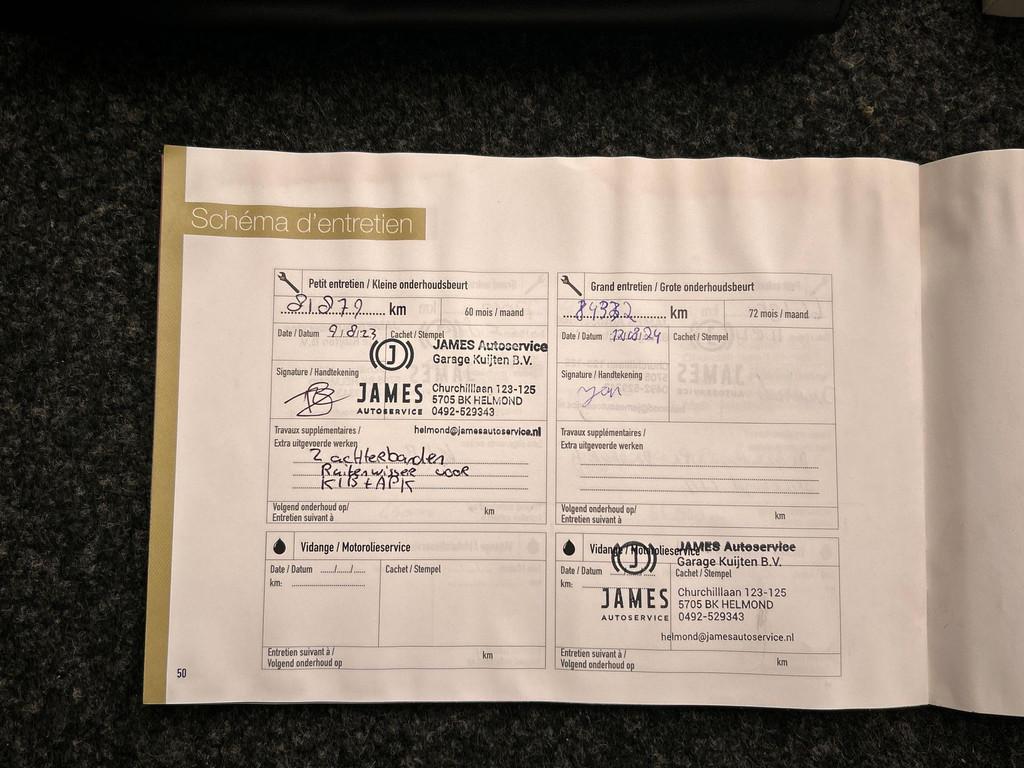 Schéma d'entretien
Petit entretien / Kleine onderhoudsbeurt
81.879 km 60 mois / maand
Date / Datum 9.8.23 Cachet / Stempel
JAMES Autoservice
Garage Kuijten B.V.
Signature / Handtekening
JAMES
AUTOSERVICE
Churchilllaan 123-125
5705 BK HELMOND
0492-529343
helmond@jamesautoservice.nl
Travaux supplémentaires /
Extra uitgevoerde werken
2 achterbanden
Ruitenwisser voor
KLB + APK
Volgend onderhoud op/
Entretien suivant à
km
Grand entretien / Grote onderhoudsbeurt
km 72 mois / maand
Date / Datum 12/08/24 Cachet / Stempel
Signature / Handtekening
Travaux supplémentaires /
Extra uitgevoerde werken
Volgend onderhoud op/
Entretien suivant à
km
Vidange / Motorolieservice
Date / Datum ....../....../...... Cachet / Stempel
km:
Entretien suivant à /
Volgend onderhoud op
km
Vidange / Motorolieservice
JAMES Autoservice
Garage Kuijten B.V.
Date / Datum Cachet / Stempel
km:
JAMES
AUTOSERVICE
Churchilllaan 123-125
5705 BK HELMOND
0492-529343
helmond@jamesautoservice.nl
Entretien suivant à /
Volgend onderhoud op
km
50